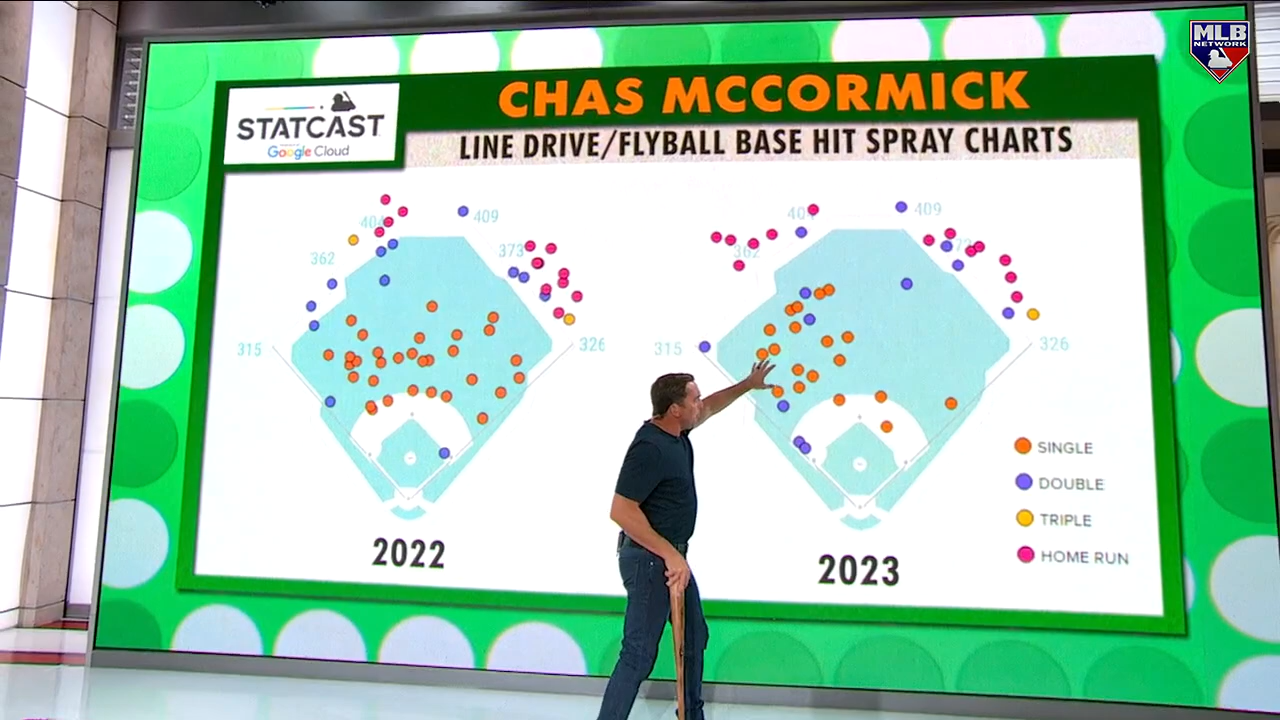 MLB
NETWORK
CHAS MCCORMICK
STATCAST
Google Cloud
LINE DRIVE/FLYBALL BASE HIT SPRAY CHARTS
409
362
373
315
326
2022
409
362
315
326
2023
SINGLE
DOUBLE
TRIPLE
HOME RUN